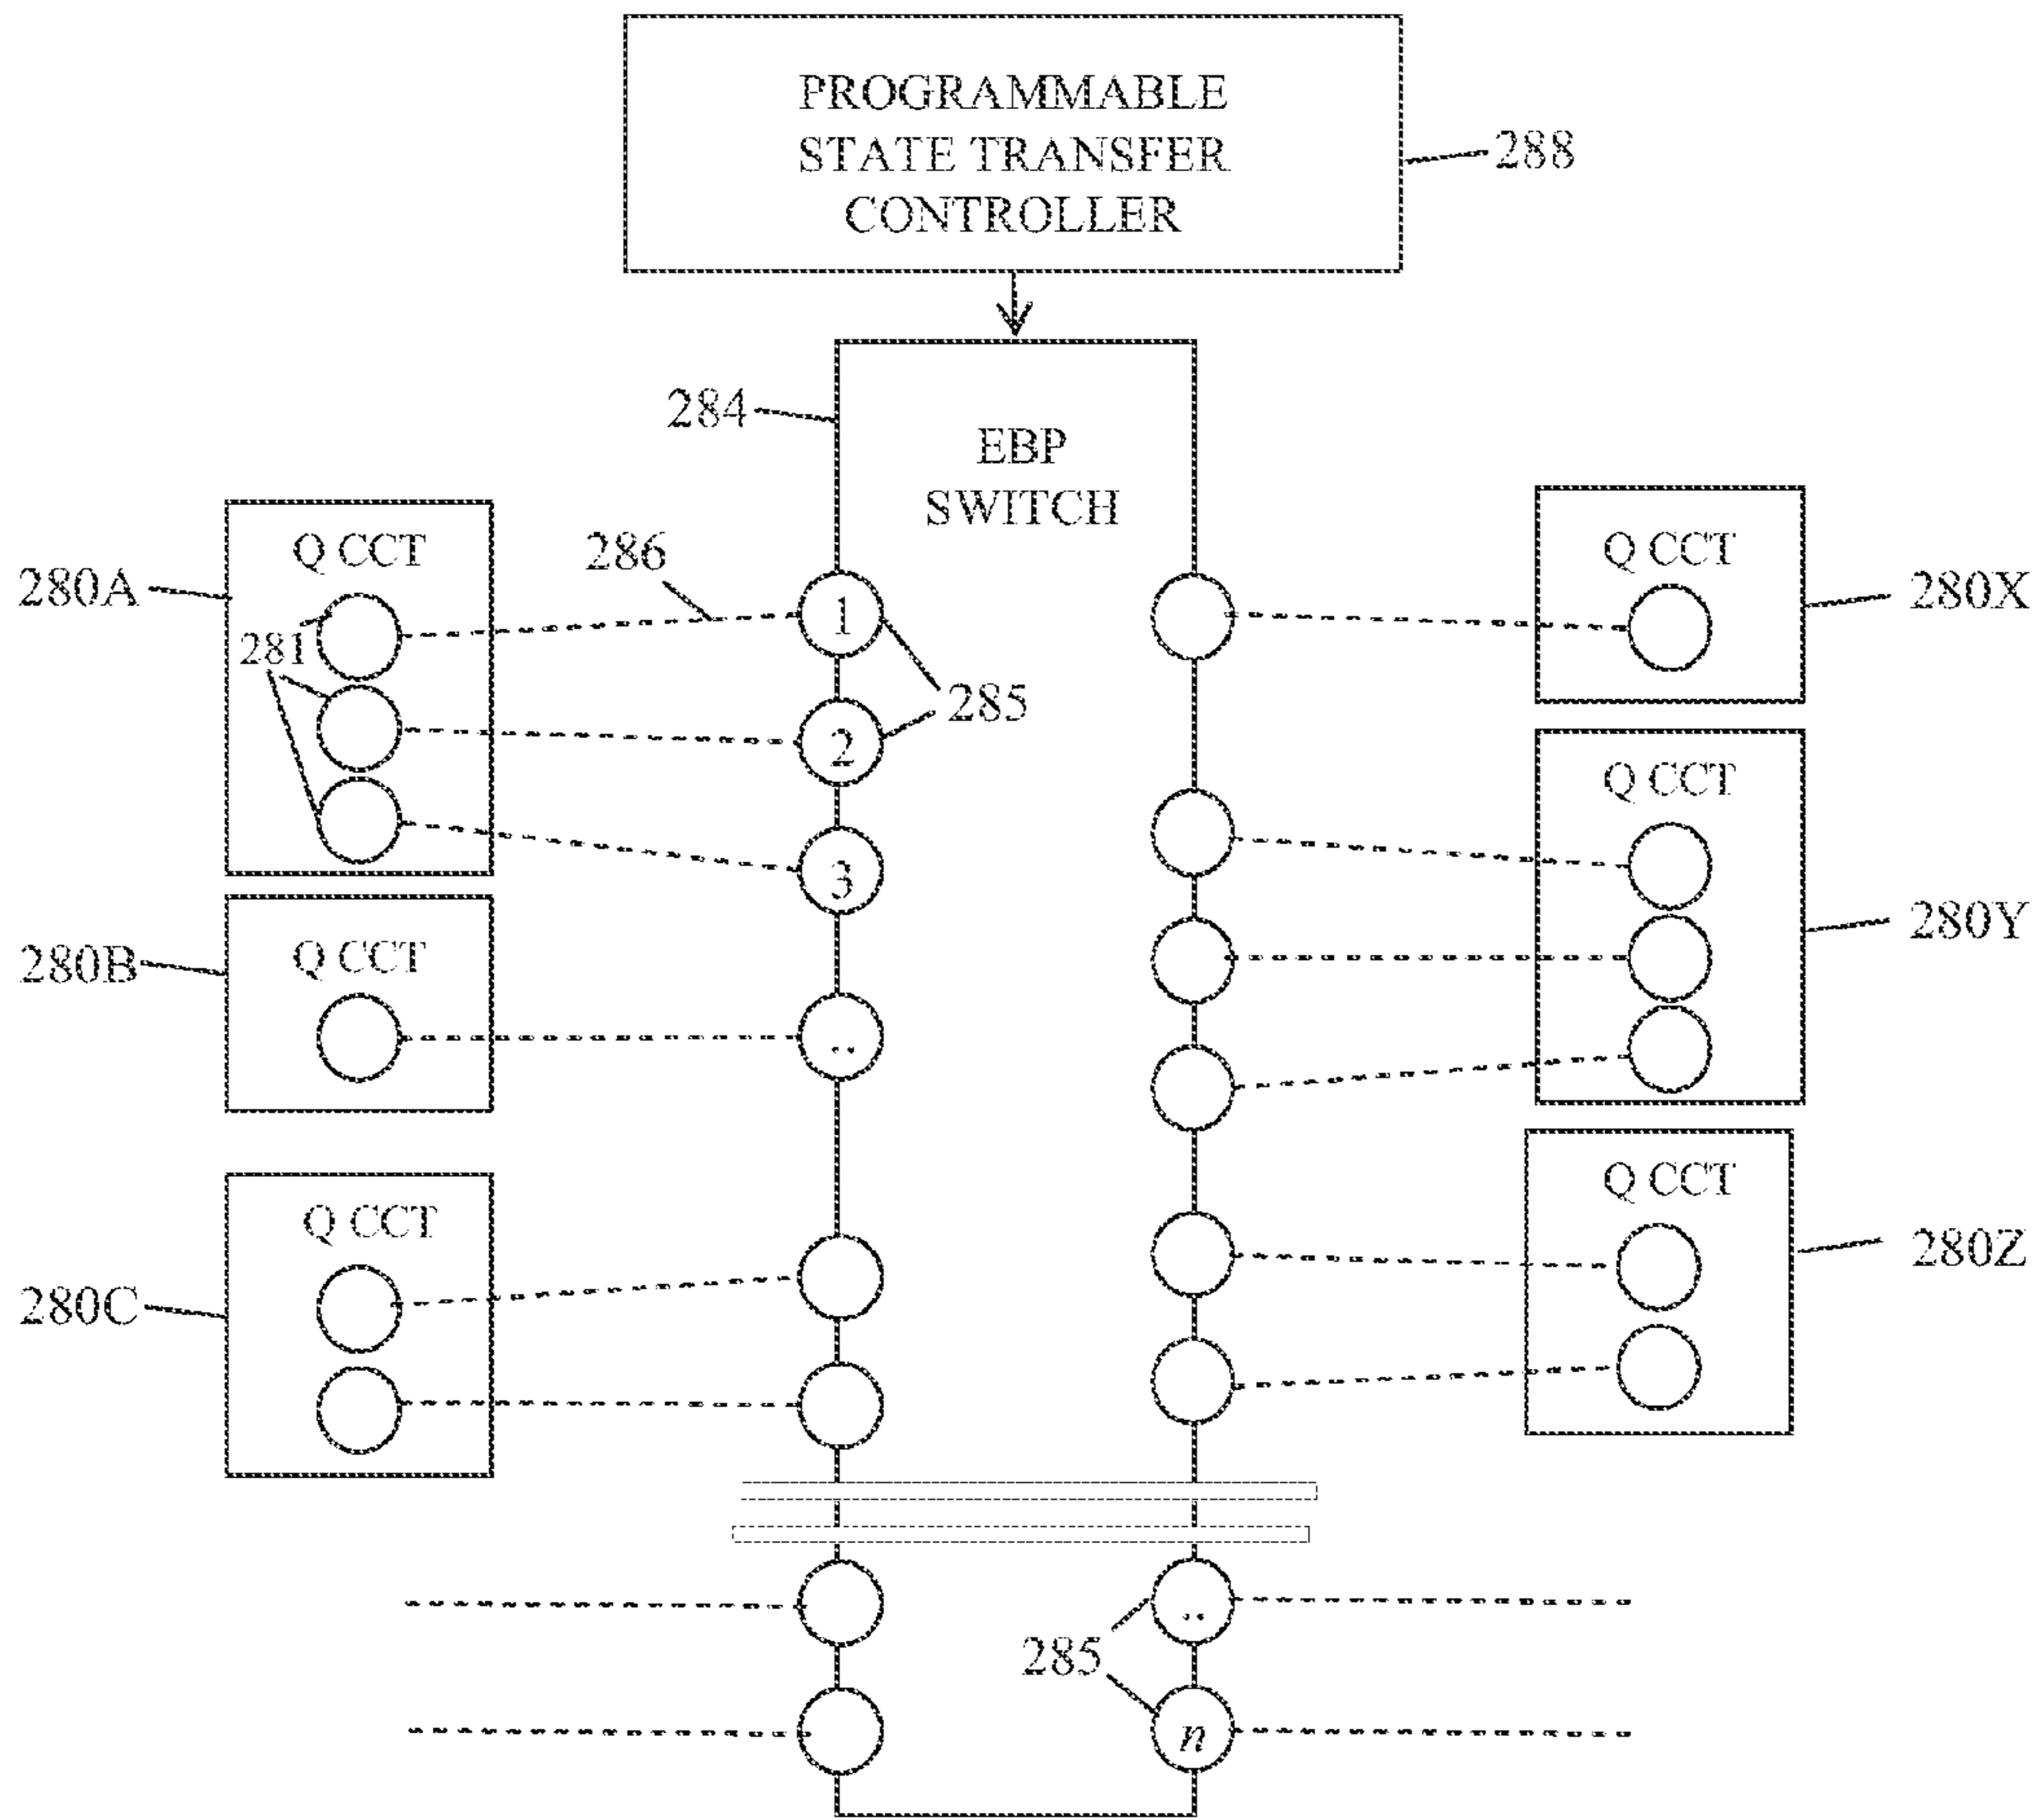 PROGRAMMABLE
STATE TRANSFER
CONTROLLER
288
284
EBP
SWITCH
Q CCT
286
Q CCT
280A
280X
1
281
285
2
Q CCT
3
280Y
280B
Q CCT
..
Q CCT
Q CCT
280Z
280C
..
285
n